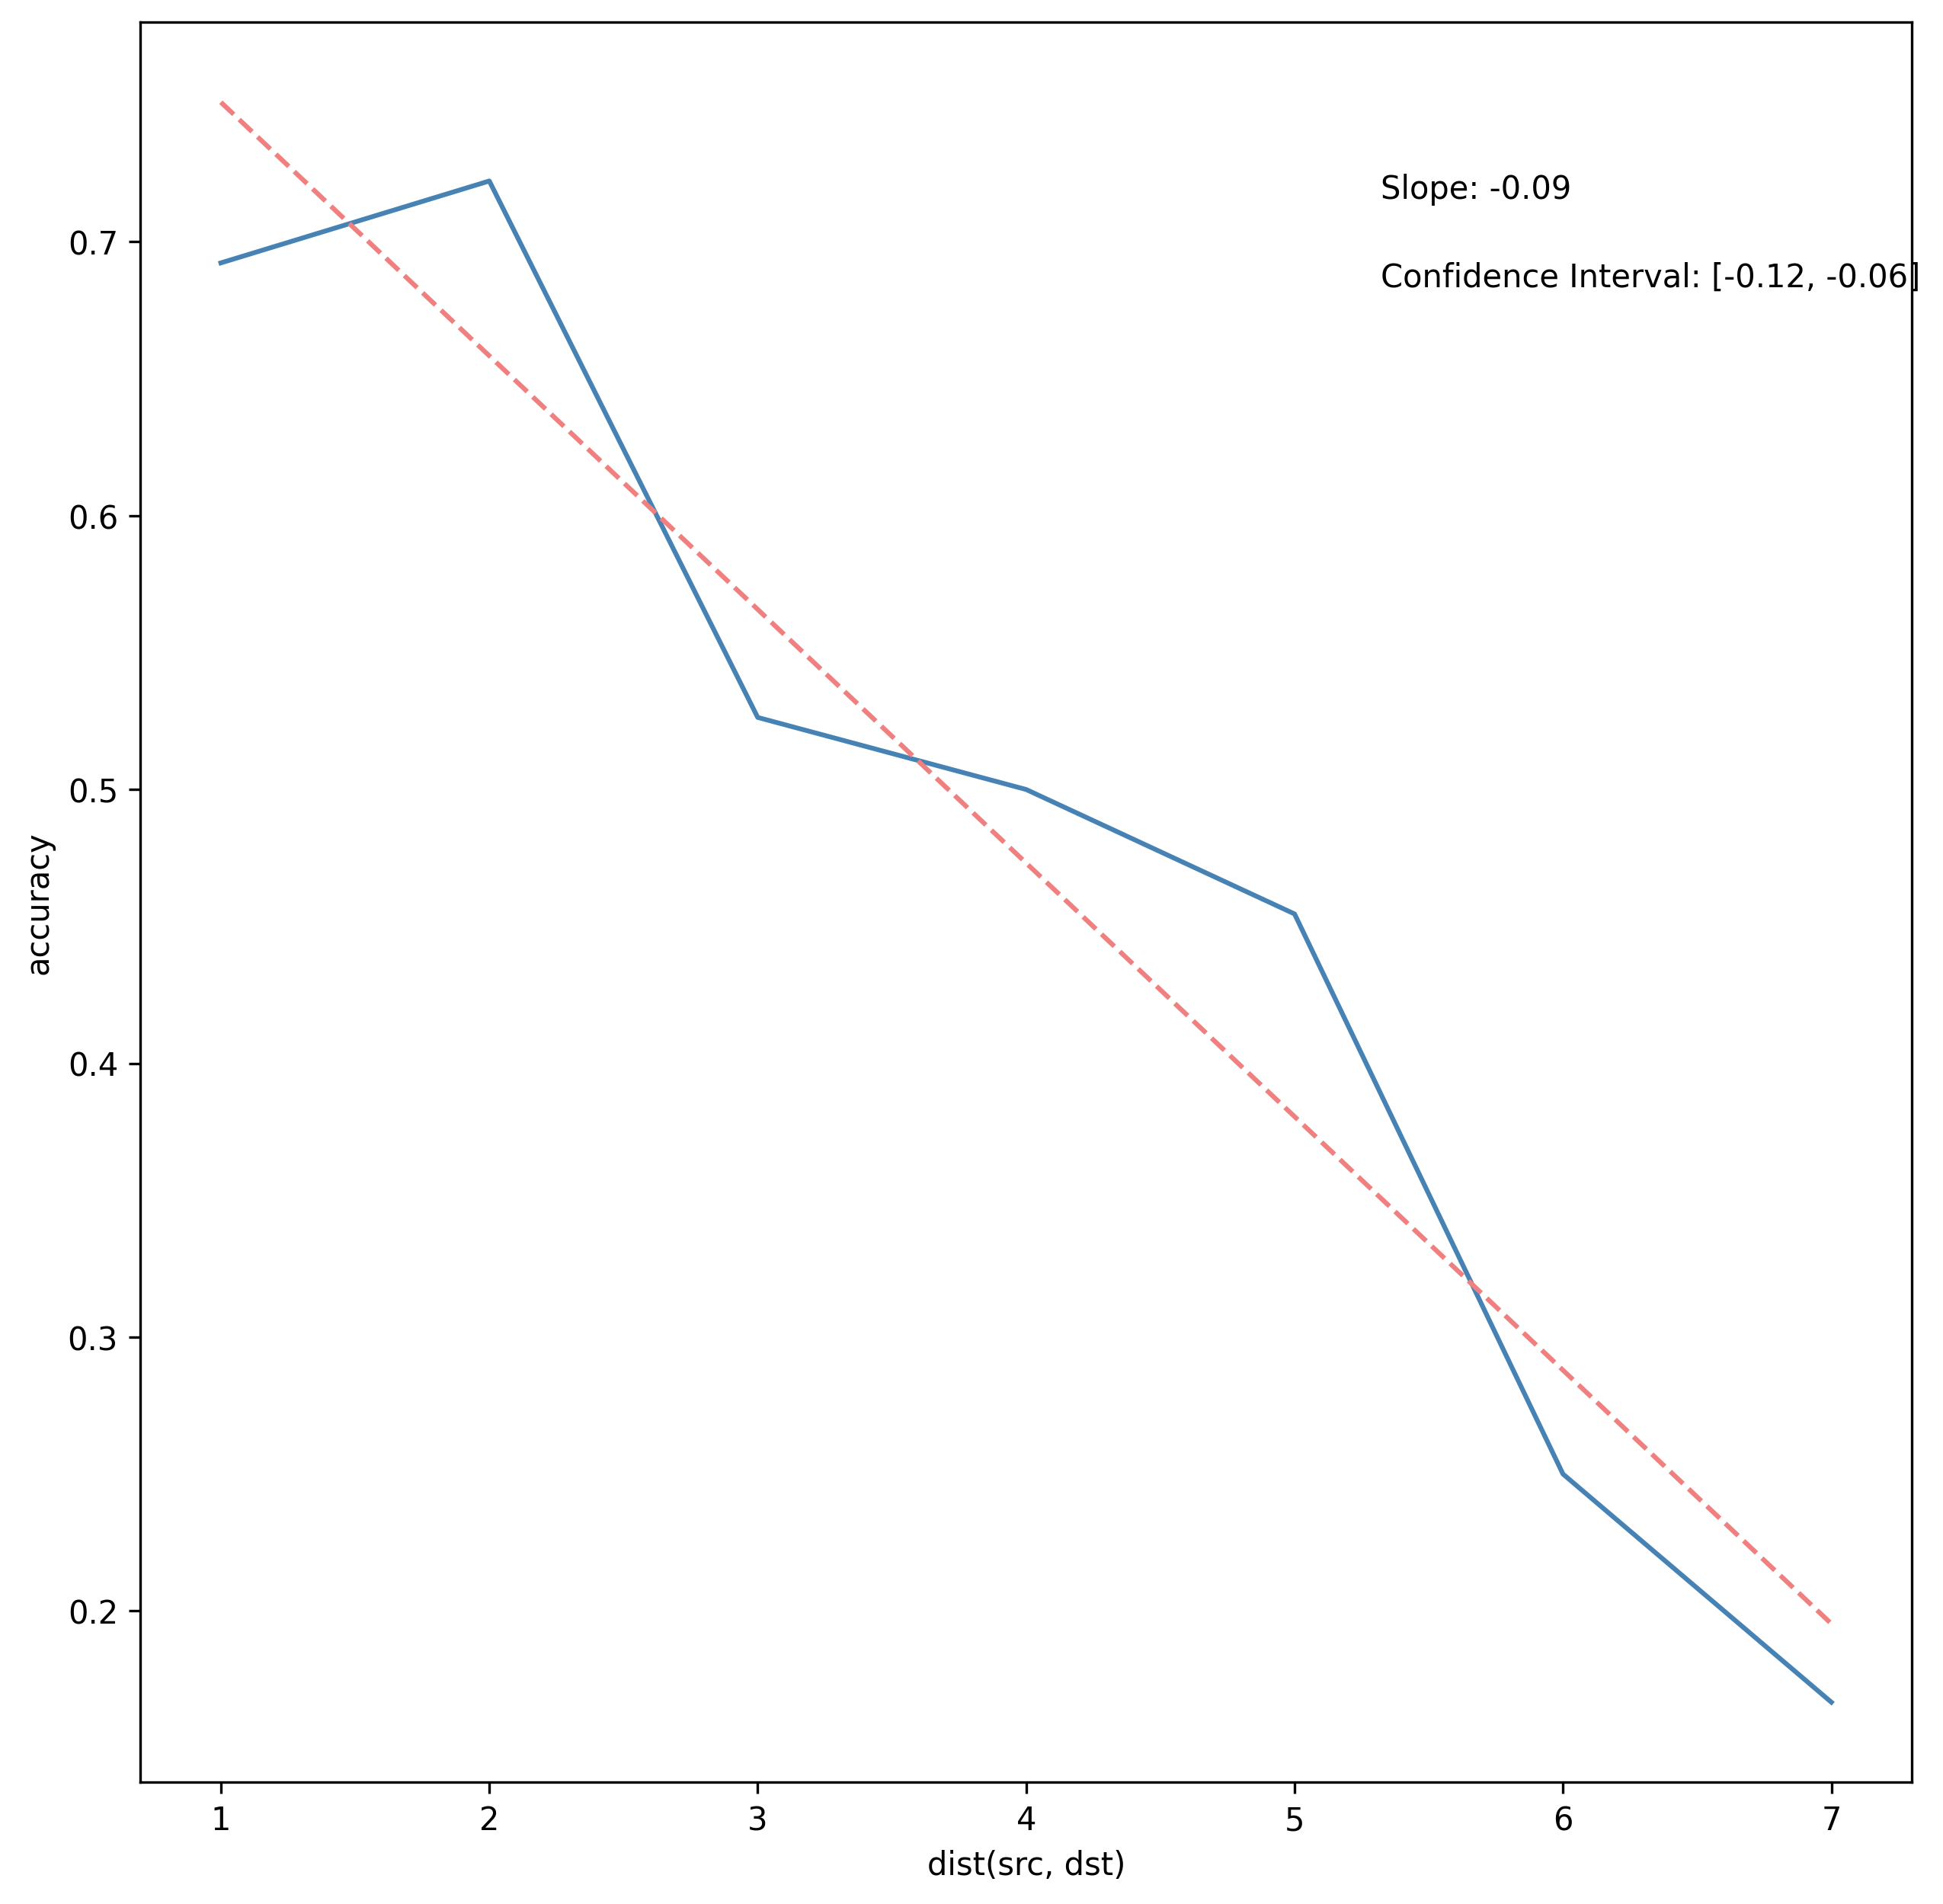 Slope: -0.09
Confidence Interval: [-0.12, -0.06]
0.7
0.6
0.5
0.4
0.3
0.2
accuracy
1 2 3 4 5 6 7
dist(src, dst)